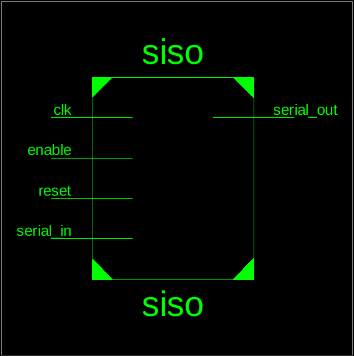 siso
clk
serial_out
enable
reset
serial_in
siso